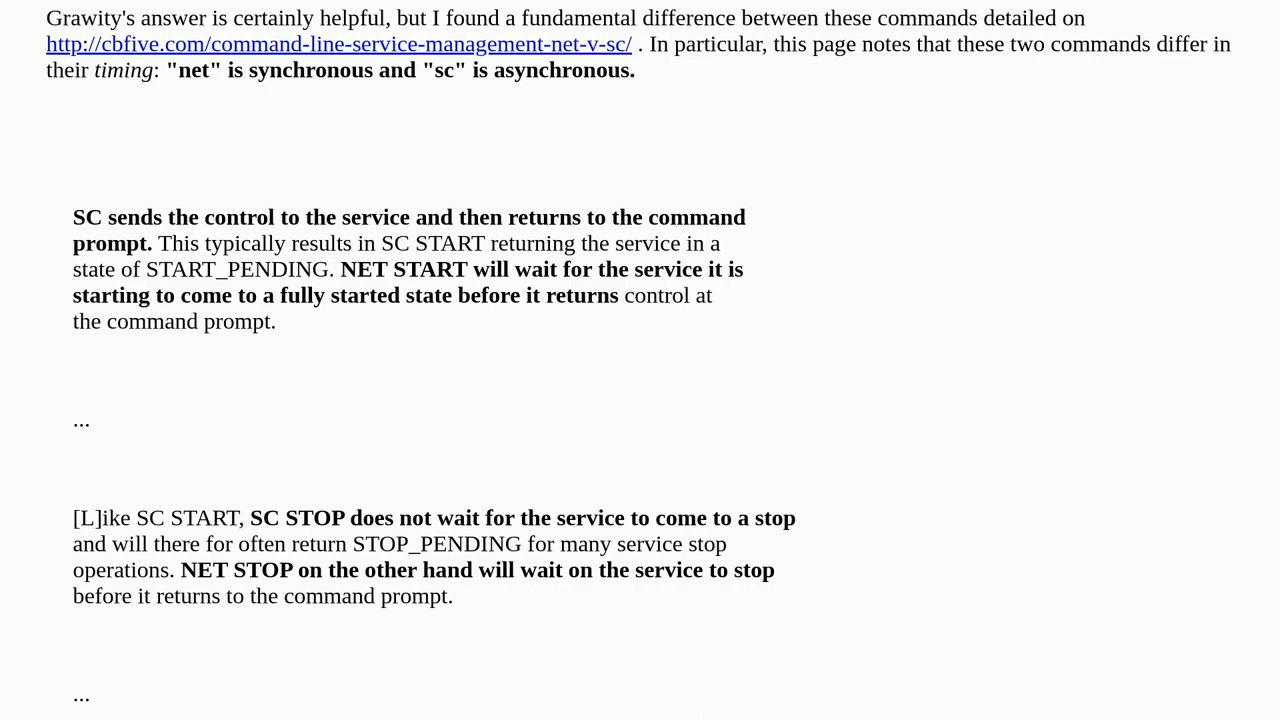 Grawity's answer is certainly helpful, but I found a fundamental difference between these commands detailed on
http://cbfive.com/command-line-service-management-net-v-sc/ . In particular, this page notes that these two commands differ in
their timing: "net" is synchronous and "sc" is asynchronous.
SC sends the control to the service and then returns to the command
prompt. This typically results in SC START returning the service in a
state of START_PENDING. NET START will wait for the service it is
starting to come to a fully started state before it returns control at
the command prompt.
...
[L]ike SC START, SC STOP does not wait for the service to come to a stop
and will there for often return STOP_PENDING for many service stop
operations. NET STOP on the other hand will wait on the service to stop
before it returns to the command prompt.
...